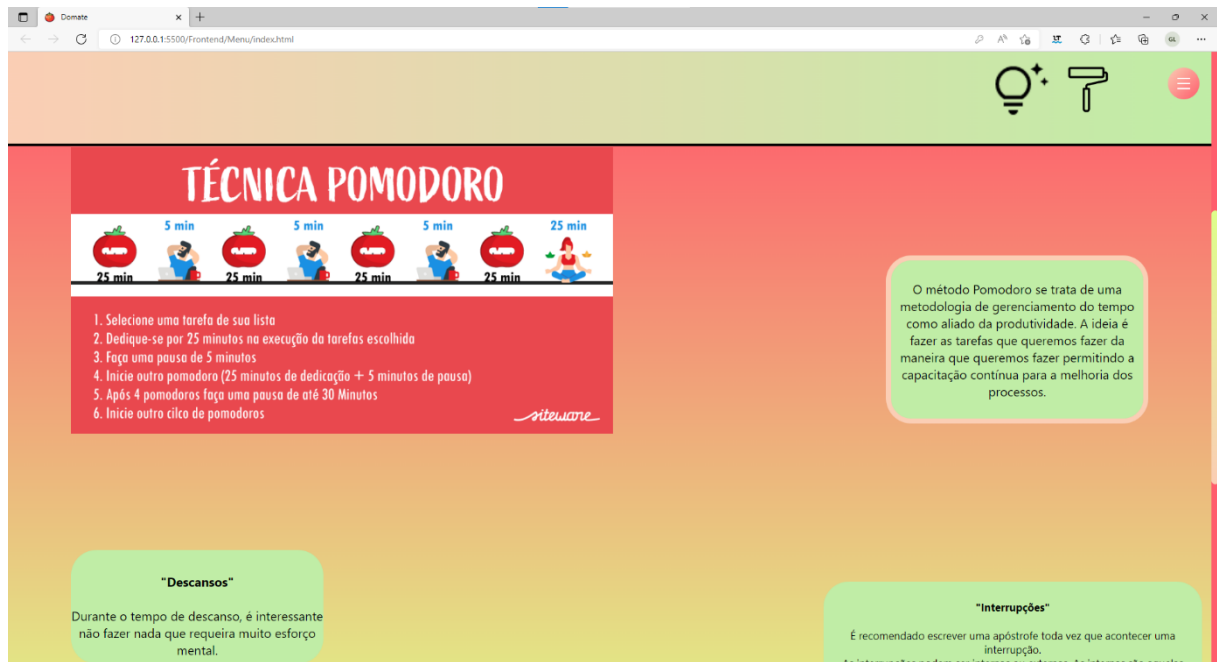 Domate
127.0.0.1:5500/Frontend/Menu/index.html
GL
TÉCNICA POMODORO
5 min
5 min
5 min
25 min
25 min
25 min
25 min
25 min
1. Selecione uma tarefa de sua lista
2. Dedique-se por 25 minutos na execução da tarefas escolhida
3. Faça uma pausa de 5 minutos
4. Inicie outro pomodoro (25 minutos de dedicação + 5 minutos de pausa)
5. Após 4 pomodoros faça uma pausa de até 30 Minutos
6. Inicie outro cilco de pomodoros
siteware
O método Pomodoro se trata de uma
metodologia de gerenciamento do tempo
como aliado da produtividade. A ideia é
fazer as tarefas que queremos fazer da
maneira que queremos fazer permitindo a
capacitação contínua para a melhoria dos
processos.
"Descansos"
Durante o tempo de descanso, é interessante
não fazer nada que requeira muito esforço
mental.
"Interrupções"
É recomendado escrever uma apóstrofe toda vez que acontecer uma
interrupção.